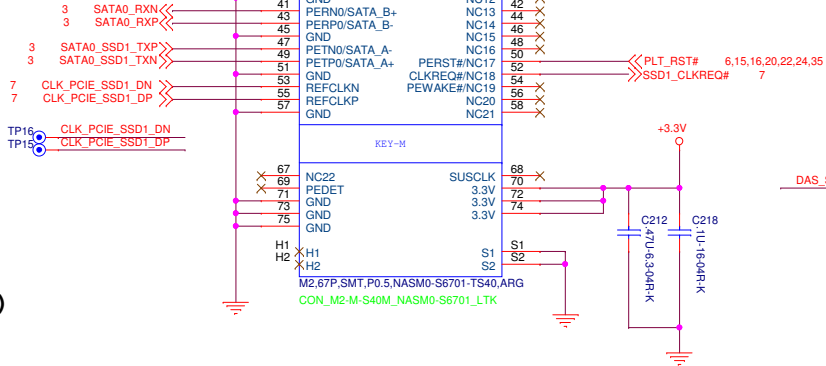 GND NC12
3 SATA0_RXN 41 PERN0/SATA_B+ NC13 42
3 SATA0_RXP 43 PERP0/SATA_B- NC14 44
45 GND NC15 46
3 SATA0_SSD1_TXP 47 PETN0/SATA_A- NC16 48
3 SATA0_SSD1_TXN 49 PETP0/SATA_A+ PERST#/NC17 50 PLT_RST# 6,15,16,20,22,24,35
51 GND CLKREQ#/NC18 52 SSD1_CLKREQ# 7
7 CLK_PCIE_SSD1_DN 53 REFCLKN PEWAKE#/NC19 54
7 CLK_PCIE_SSD1_DP 55 REFCLKP NC20 56
57 GND NC21 58
TP16 CLK_PCIE_SSD1_DN
TP15 CLK_PCIE_SSD1_DP
KEY-M
+3.3V
67 NC22 SUSCLK 68
69 PEDET 3.3V 70
71 GND 3.3V 72
73 GND 3.3V 74
75 GND
C212
.47U-6.3-04R-K
C218
.1U-16-04R-K
H1 H1 S1 S1
H2 H2 S2 S2
M2,67P,SMT,P0.5,NASM0-S6701-TS40,ARG
CON_M2-M-S40M_NASM0-S6701_LTK
)